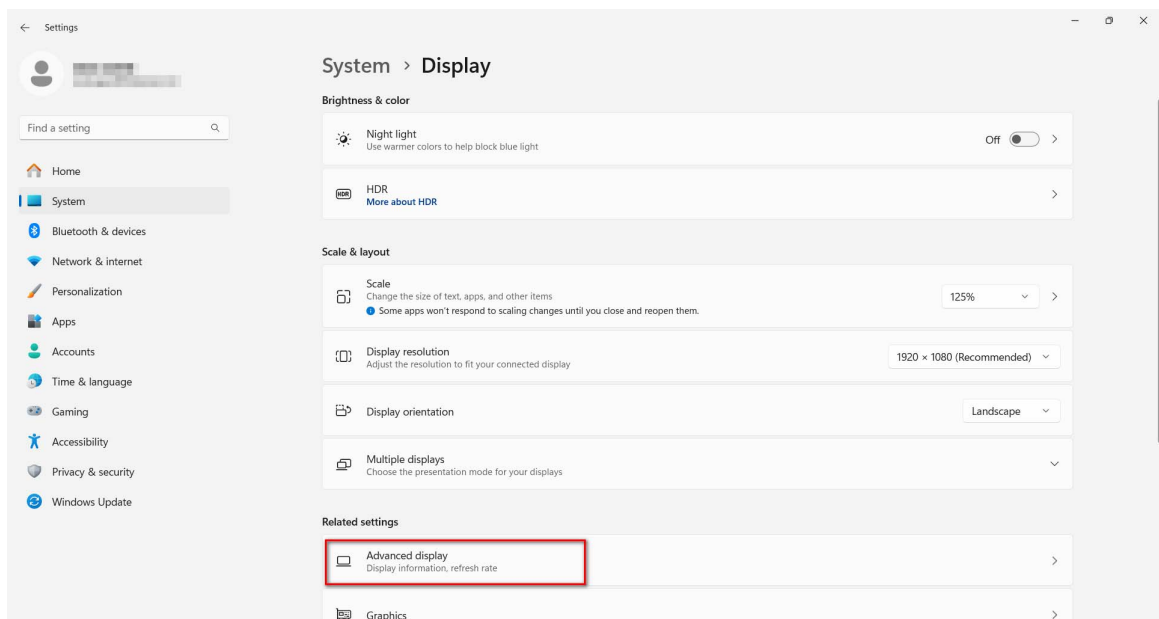 Settings
System > Display
Find a setting
Home
System
Bluetooth & devices
Network & internet
Personalization
Apps
Accounts
Time & language
Gaming
Accessibility
Privacy & security
Windows Update
Brightness & color
Night light
Use warmer colors to help block blue light
Off
HDR
HDR
More about HDR
Scale & layout
Scale
Change the size of text, apps, and other items
Some apps won't respond to scaling changes until you close and reopen them.
125%
Display resolution
Adjust the resolution to fit your connected display
1920 × 1080 (Recommended)
Display orientation
Landscape
Multiple displays
Choose the presentation mode for your displays
Related settings
Advanced display
Display information, refresh rate
Graphics